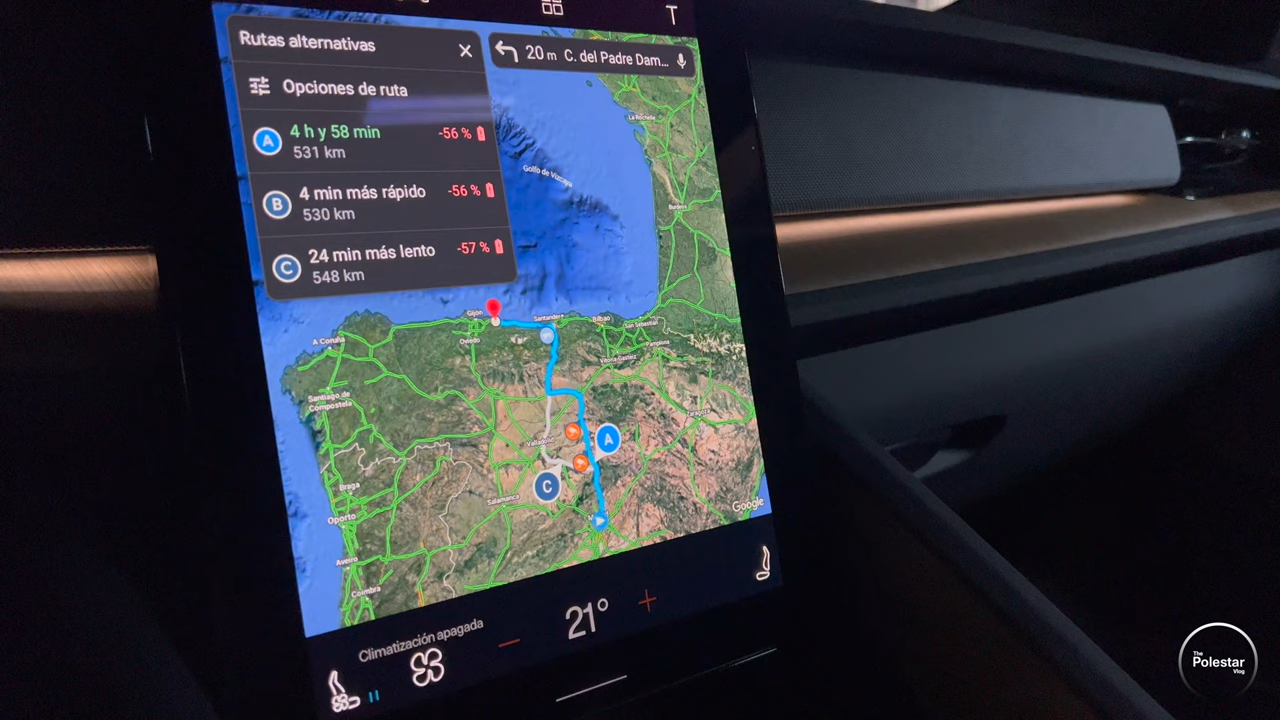 Rutas alternativas
Opciones de ruta
A
4 h y 58 min
-56 %
531 km
B
4 min más rápido
-56 %
530 km
C
24 min más lento
-57 %
548 km
T
20 m C. del Padre Dam...
La Rochelle
Golfo de Vizcaya
Burdeos
Gijón
Santander
Bilbao
San Sebastián
A Coruña
Oviedo
Vitoria-Gasteiz
Pamplona
Santiago de
Compostela
Zaragoza
Valladolid
A
C
Salamanca
Braga
Oporto
Google
Aveiro
Coimbra
Climatización apagada
21°
The
Polestar
Vlog